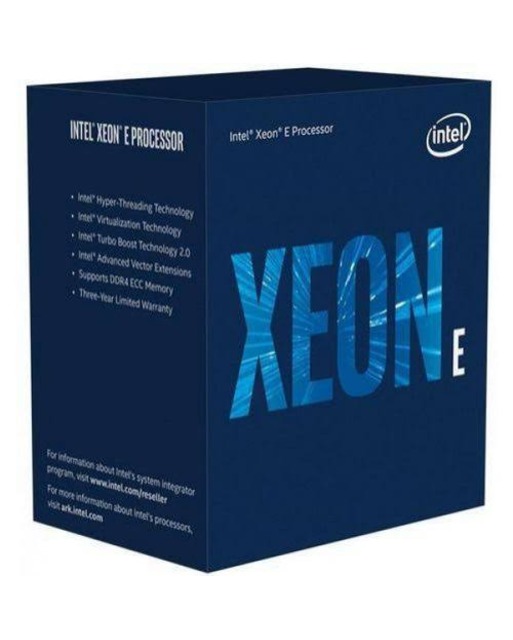 INTEL® XEON® E PROCESSOR
• Intel® Hyper-Threading Technology
• Intel® Virtualization Technology
• Intel® Turbo Boost Technology 2.0
• Intel® Advanced Vector Extensions
• Supports DDR4 ECC Memory
• Three-Year Limited Warranty
For information about Intel's system integrator
program, visit www.intel.com/reseller
For more information about Intel's processors,
visit ark.intel.com
Intel® Xeon® E Processor
intel
XEON E